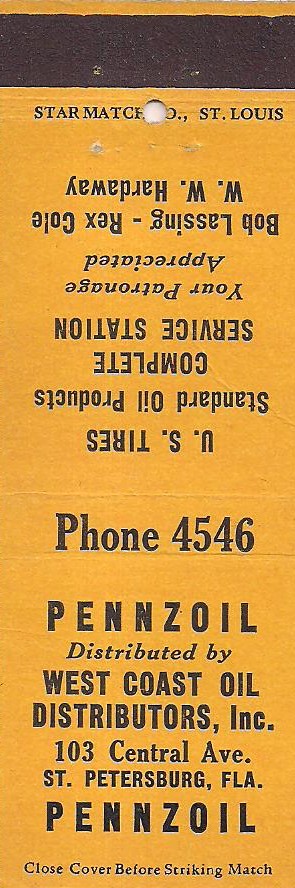 STAR MATCH CO., ST. LOUIS
U. S. TIRES
Standard Oil Products
COMPLETE
SERVICE STATION
Your Patronage
Appreciated
Bob Lassing - Rex Cole
W. W. Hardaway
Phone 4546
PENNZOIL
Distributed by
WEST COAST OIL
DISTRIBUTORS, Inc.
103 Central Ave.
ST. PETERSBURG, FLA.
PENNZOIL
Close Cover Before Striking Match